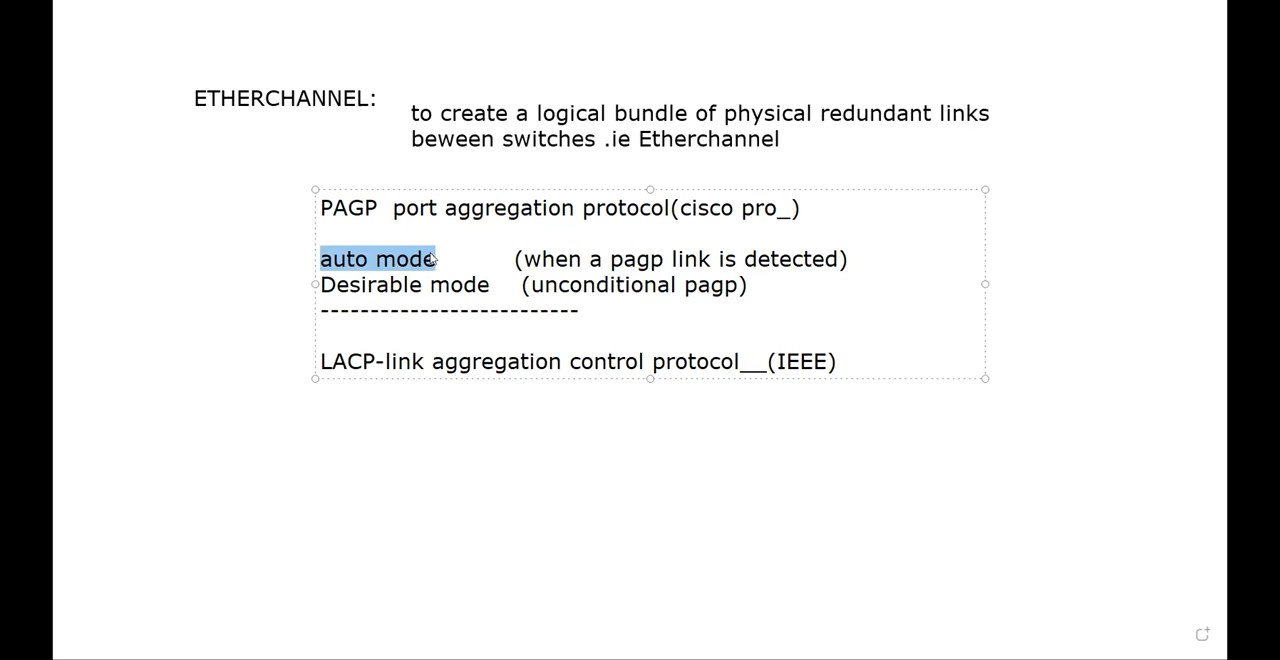 ETHERCHANNEL:
to create a logical bundle of physical redundant links
beween switches .ie Etherchannel
PAGP  port aggregation protocol(cisco pro_)
auto mode          (when a pagp link is detected)
Desirable mode    (unconditional pagp)
--------------------------
LACP-link aggregation control protocol__(IEEE)